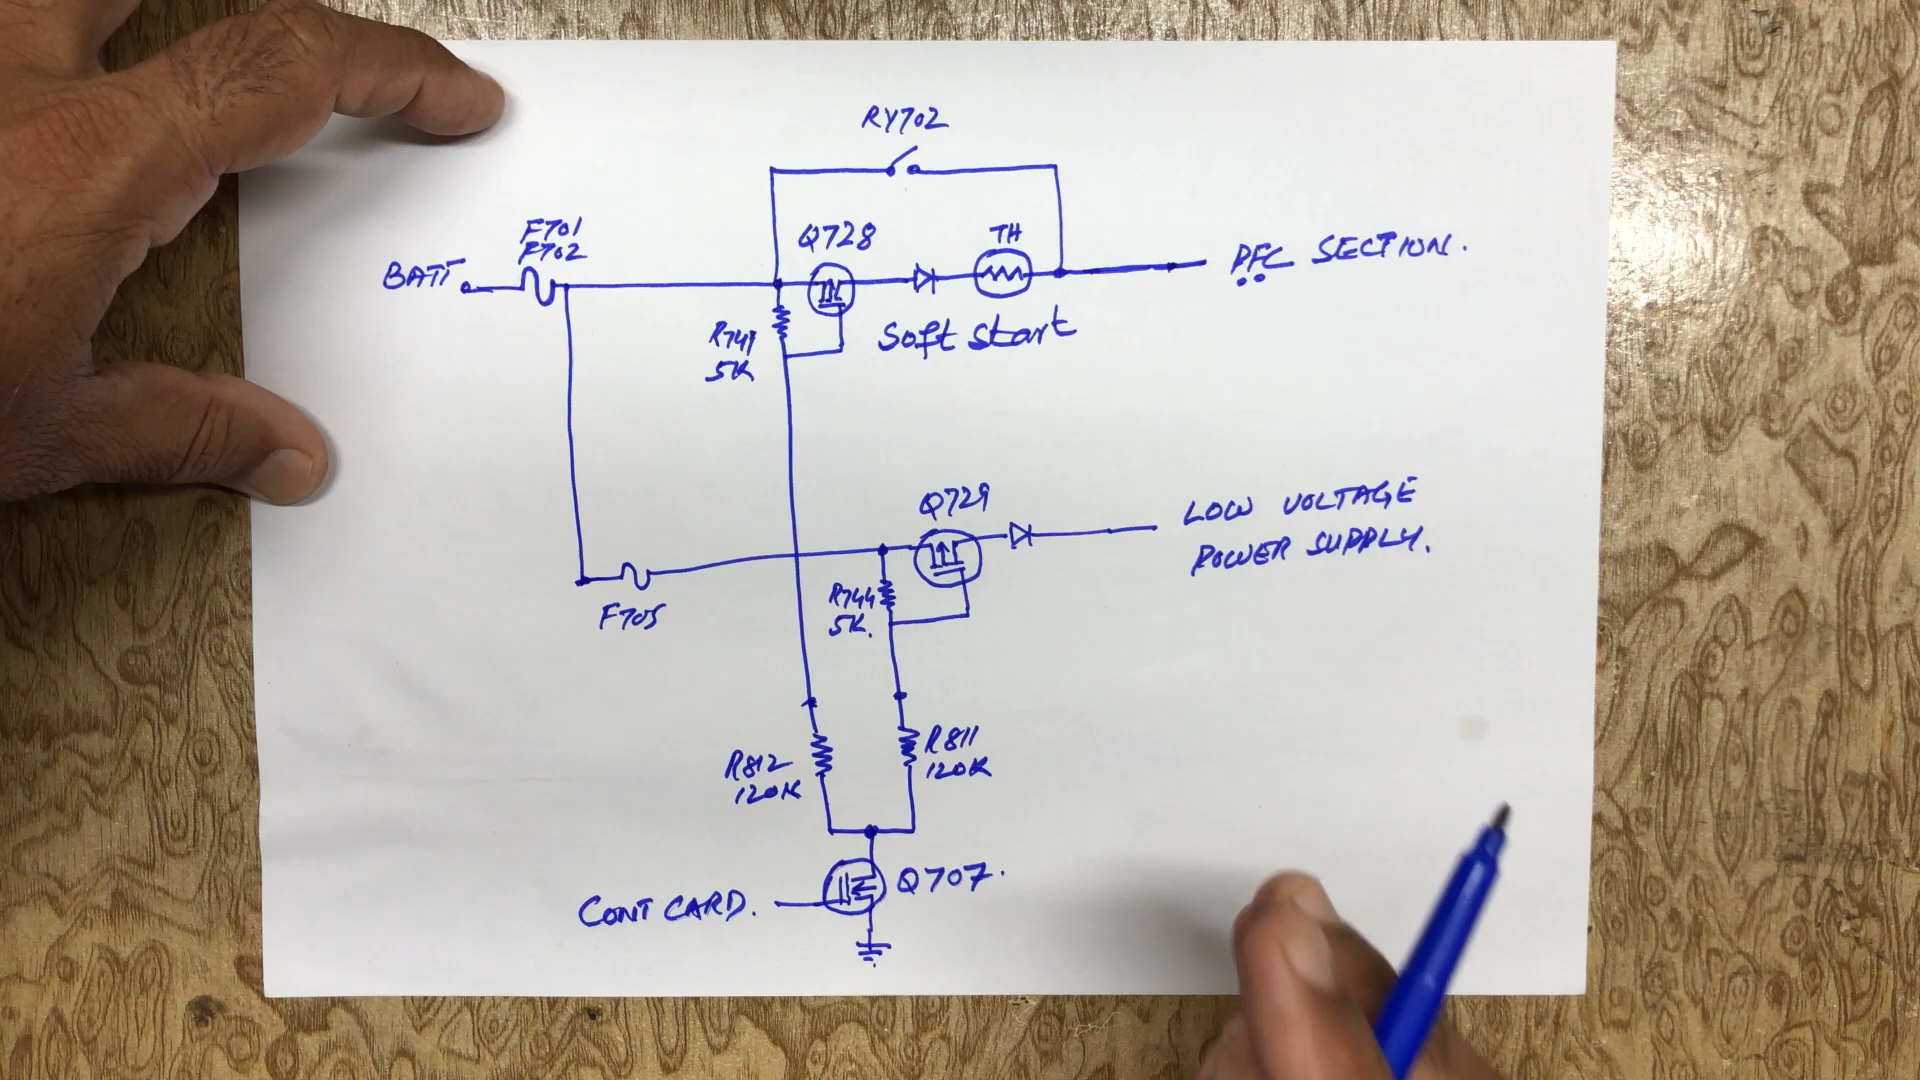 RY702
F701
F702
Q728
TH
BATT
PFC SECTION.
R749
5K
Soft Start
Q729
LOW VOLTAGE
POWER SUPPLY.
R744
5K.
F705
R812
120K
R811
120K
Q707.
CONT CARD.